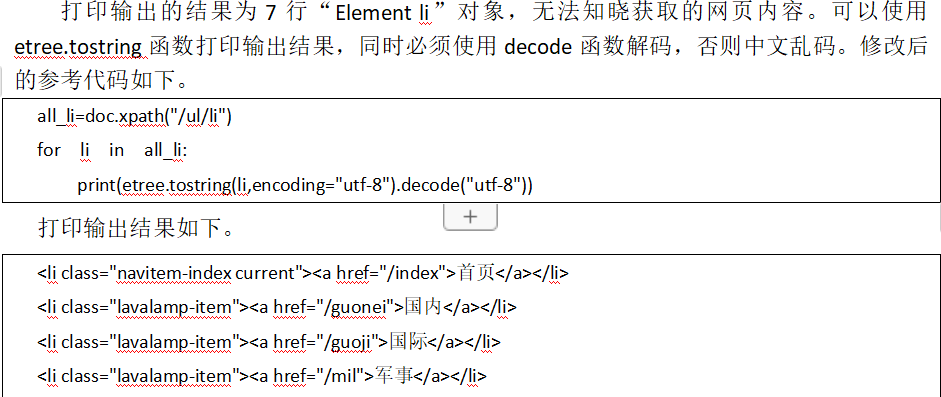 打印输出的结果为 7 行“Element li”对象，无法知晓获取的网页内容。可以使用
etree.tostring 函数打印输出结果，同时必须使用 decode 函数解码，否则中文乱码。修改后
的参考代码如下。
all_li=doc.xpath("/ul/li")
for li in all_li:
print(etree.tostring(li,encoding="utf-8").decode("utf-8"))
打印输出结果如下。
<li class="navitem-index current"><a href="/index">首页</a></li>
<li class="lavalamp-item"><a href="/guonei">国内</a></li>
<li class="lavalamp-item"><a href="/guoji">国际</a></li>
<li class="lavalamp-item"><a href="/mil">军事</a></li>